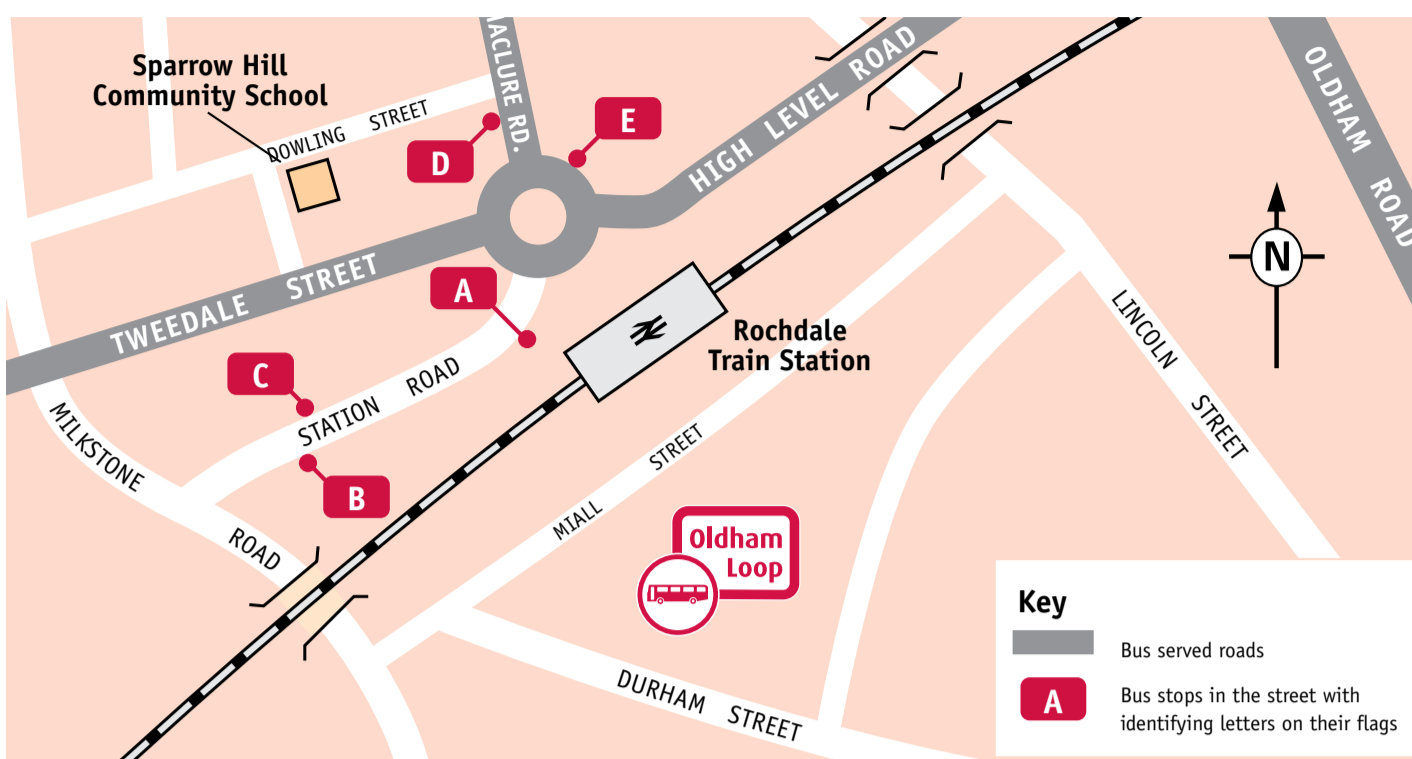 MACLURE RD.
HIGH LEVEL ROAD
OLDHAM ROAD
Sparrow Hill
Community School
DOWLING STREET
E
D
N
TWEEDALE STREET
A
Rochdale
Train Station
LINCOLN STREET
C
STATION ROAD
MILKSTONE ROAD
B
MIALL STREET
Oldham
Loop
DURHAM STREET
Key
Bus served roads
A
Bus stops in the street with
identifying letters on their flags